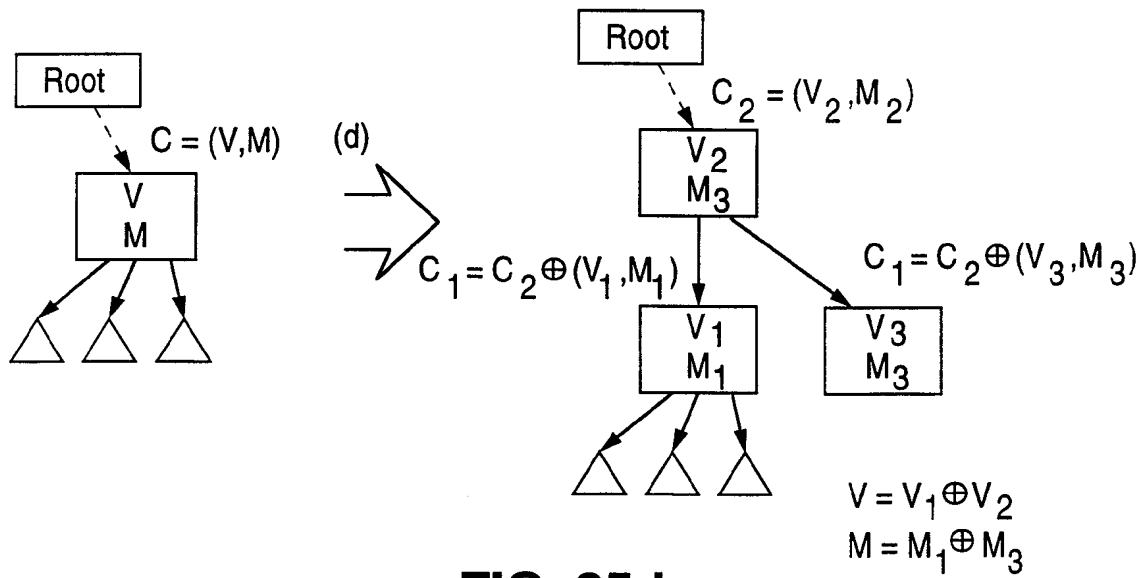 Root
C = (V,M)
V
M
(d)
Root
C₂ = (V₂,M₂)
V₂
M₃
C₁ = C₂ ⊕ (V₁,M₁)
C₁ = C₂ ⊕ (V₃,M₃)
V₁
M₁
V₃
M₃
V = V₁ ⊕ V₂
M = M₁ ⊕ M₃